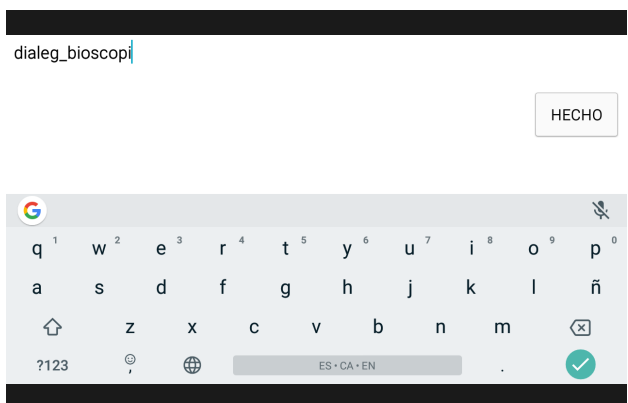 dialeg_bioscopi
HECHO
G
q 1 w 2 e 3 r 4 t 5 y 6 u 7 i 8 o 9 p 0
a s d f g h j k l ñ
z x c v b n m
?123 , ES • CA • EN .